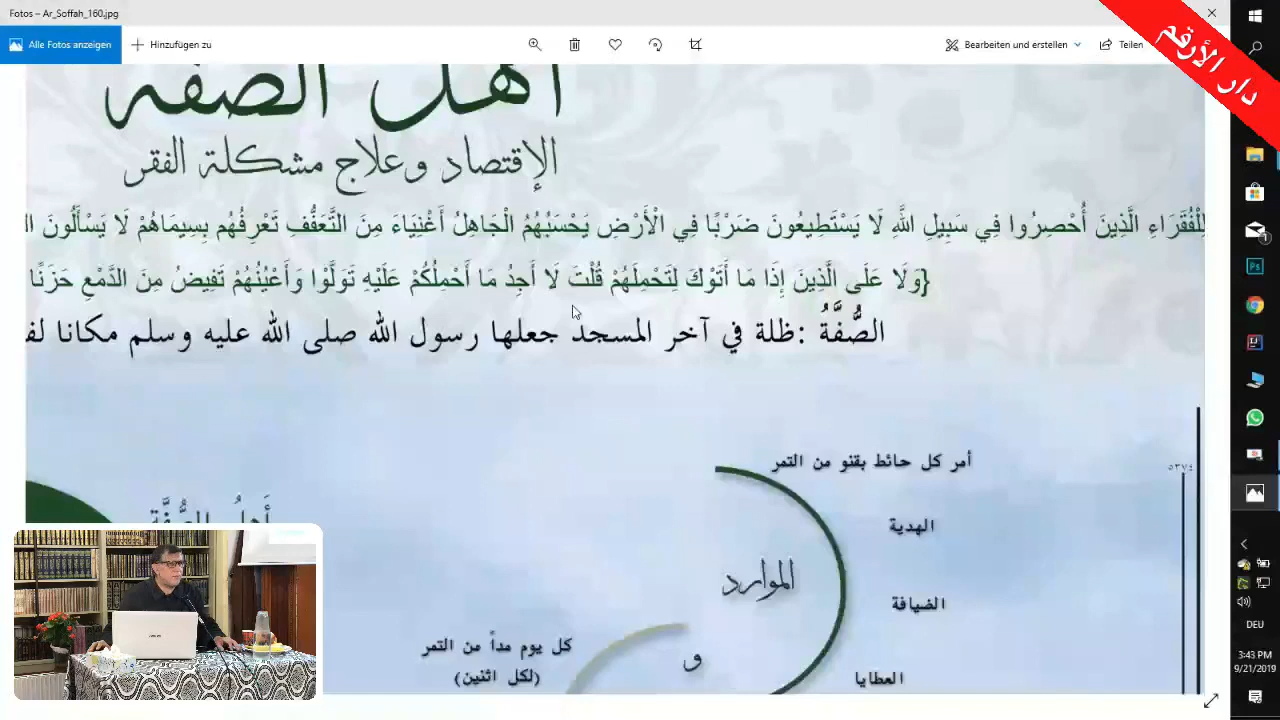 Fotos – Ar_Soffah_160.jpg
Alle Fotos anzeigen
Hinzufügen zu
Bearbeiten und erstellen
Teilen
دار الأرقم
أهل الصفة
الإقتصاد وعلاج مشكلة الفقر
لِلْفُقَرَاءِ الَّذِينَ أُحْصِرُوا فِي سَبِيلِ اللَّهِ لَا يَسْتَطِيعُونَ ضَرْبًا فِي الْأَرْضِ يَحْسَبُهُمُ الْجَاهِلُ أَغْنِيَاءَ مِنَ التَّعَفُّفِ تَعْرِفُهُم بِسِيمَاهُمْ لَا يَسْأَلُونَ
{وَلَا عَلَى الَّذِينَ إِذَا مَا أَتَوْكَ لِتَحْمِلَهُمْ قُلْتَ لَا أَجِدُ مَا أَحْمِلُكُمْ عَلَيْهِ تَوَلَّوْا وَأَعْيُنُهُمْ تَفِيضُ مِنَ الدَّمْعِ حَزَنًا
الصُّفَّةُ :ظلة في آخر المسجد جعلها رسول الله صلى الله عليه وسلم مكانا
أمر كل حائط بقنو من التمر
٥٣٧٤
أَهلُ الصُّفَّة
الهدية
الموارد
الضيافة
كل يوم مداً من التمر
(لكل اثنين)
و
العطايا
DEU
3:43 PM
9/21/2019